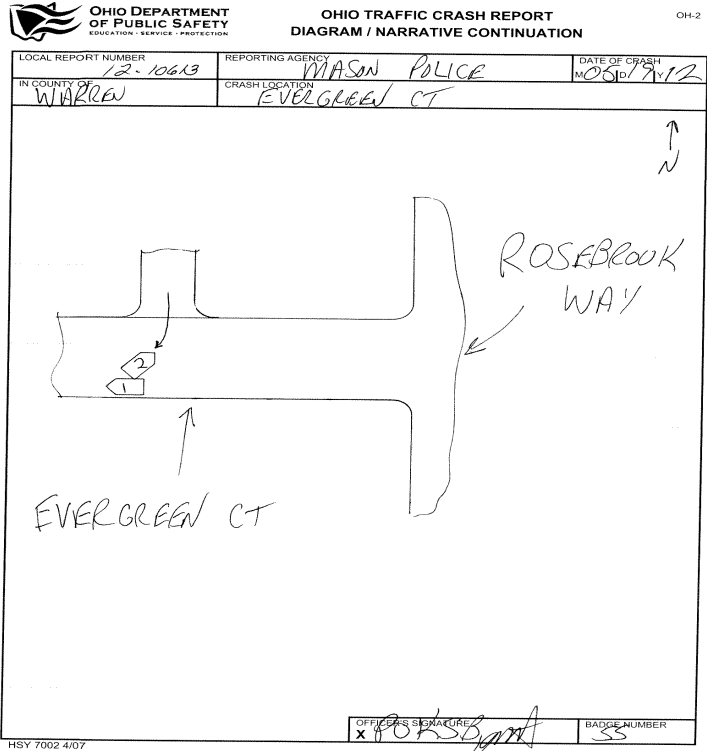 OHIO DEPARTMENT
OF PUBLIC SAFETY
EDUCATION • SERVICE • PROTECTION
OHIO TRAFFIC CRASH REPORT
DIAGRAM / NARRATIVE CONTINUATION
OH-2
LOCAL REPORT NUMBER
12-10613
REPORTING AGENCY
MASON POLICE
DATE OF CRASH
M 05 D 19 Y 12
IN COUNTY OF
WARREN
CRASH LOCATION
EVERGREEN CT
N
ROSEBROOK
WAY
2
1
EVERGREEN CT
OFFICER'S SIGNATURE
X PO
BADGE NUMBER
55
HSY 7002 4/07